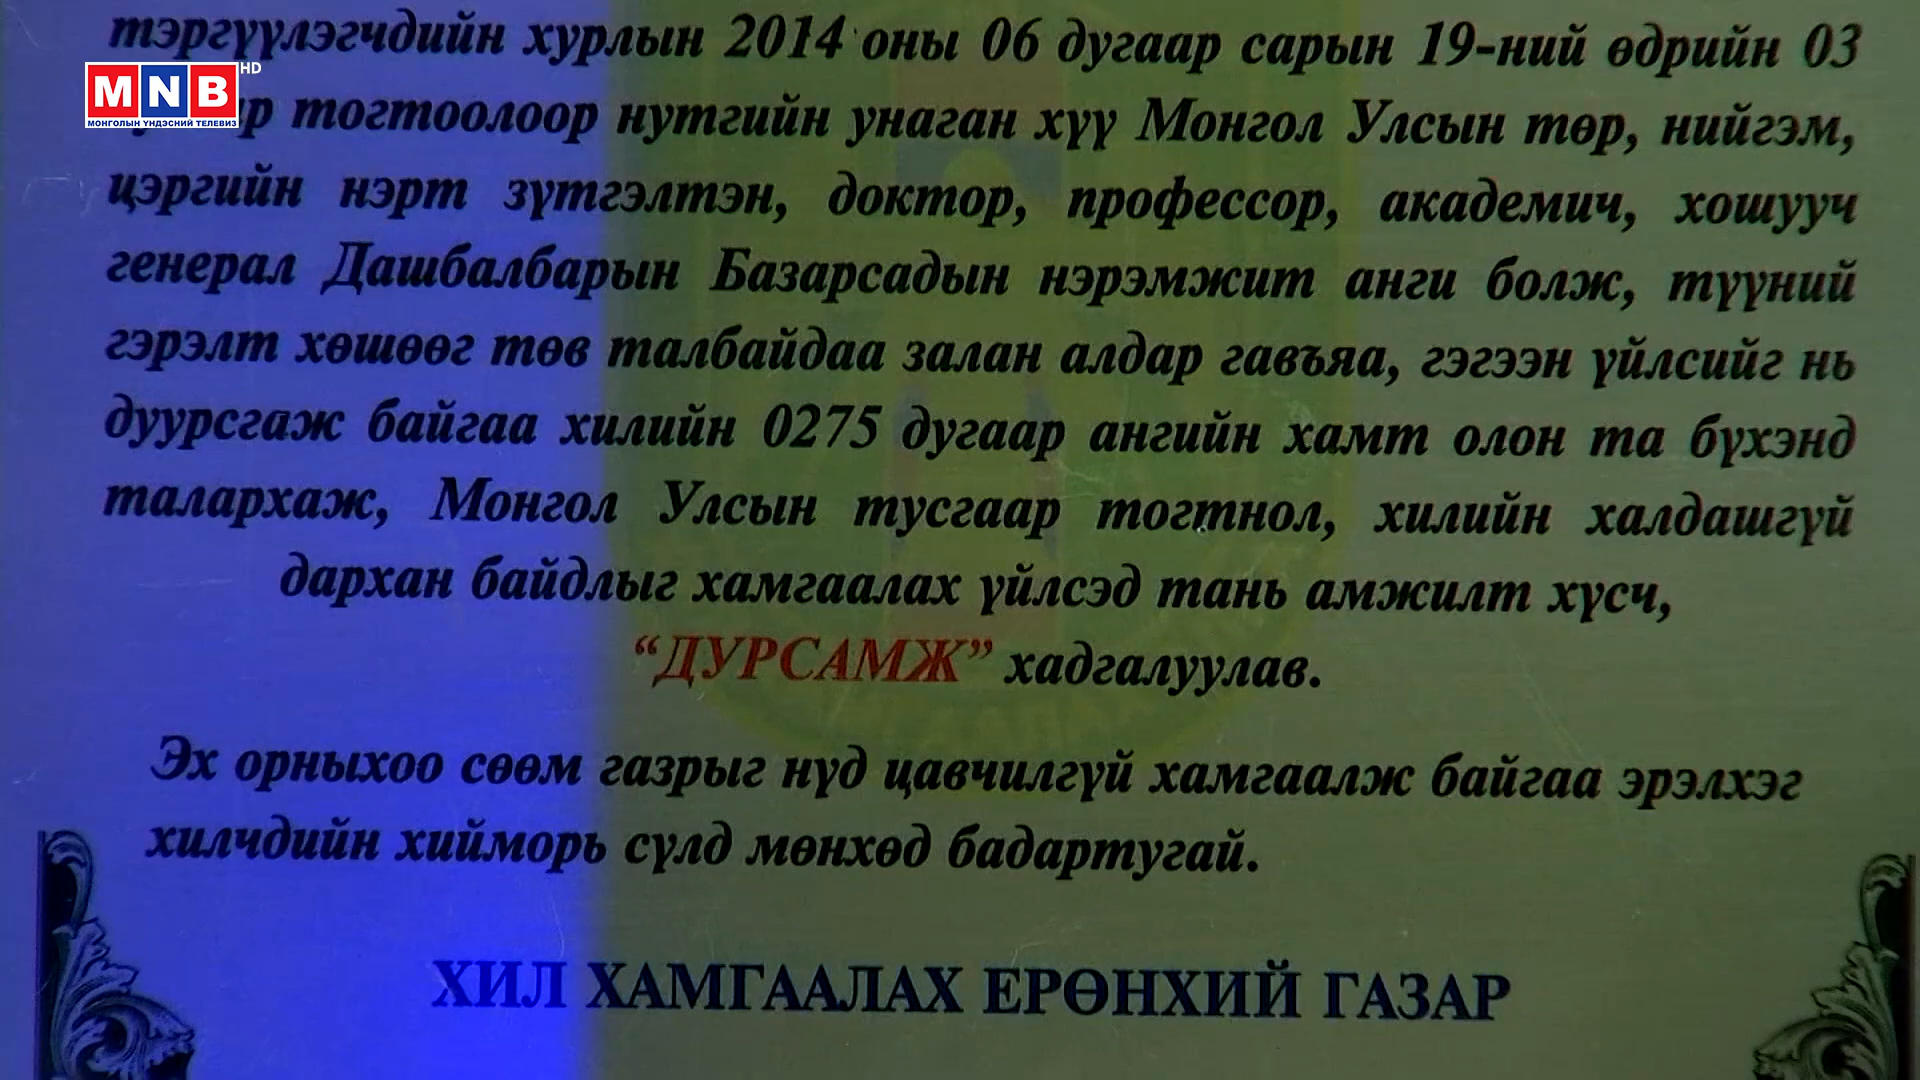 тэргүүлэгчдийн хурлын 2014 оны 06 дугаар сарын 19-ний өдрийн 03
MNB HD
МОНГОЛЫН ҮНДЭСНИЙ ТЕЛЕВИЗ
тогтоолоор нутгийн унаган хүү Монгол Улсын төр, нийгэм,
цэргийн нэрт зүтгэлтэн, доктор, профессор, академич, хошууч
генерал Дашбалбарын Базарсадын нэрэмжит анги болж, түүний
гэрэлт хөшөөг төв талбайдаа залан алдар гавъяа, гэгээн үйлсийг нь
дуурсгаж байгаа хилийн 0275 дугаар ангийн хамт олон та бүхэнд
талархаж, Монгол Улсын тусгаар тогтнол, хилийн халдашгүй
дархан байдлыг хамгаалах үйлсэд тань амжилт хүсч,
“ДУРСАМЖ” хадгалуулав.
Эх орныхоо сөөм газрыг нүд цавчилгүй хамгаалж байгаа эрэлхэг
хилчдийн хийморь сүлд мөнхөд бадартугай.
ХИЛ ХАМГААЛАХ ЕРӨНХИЙ ГАЗАР